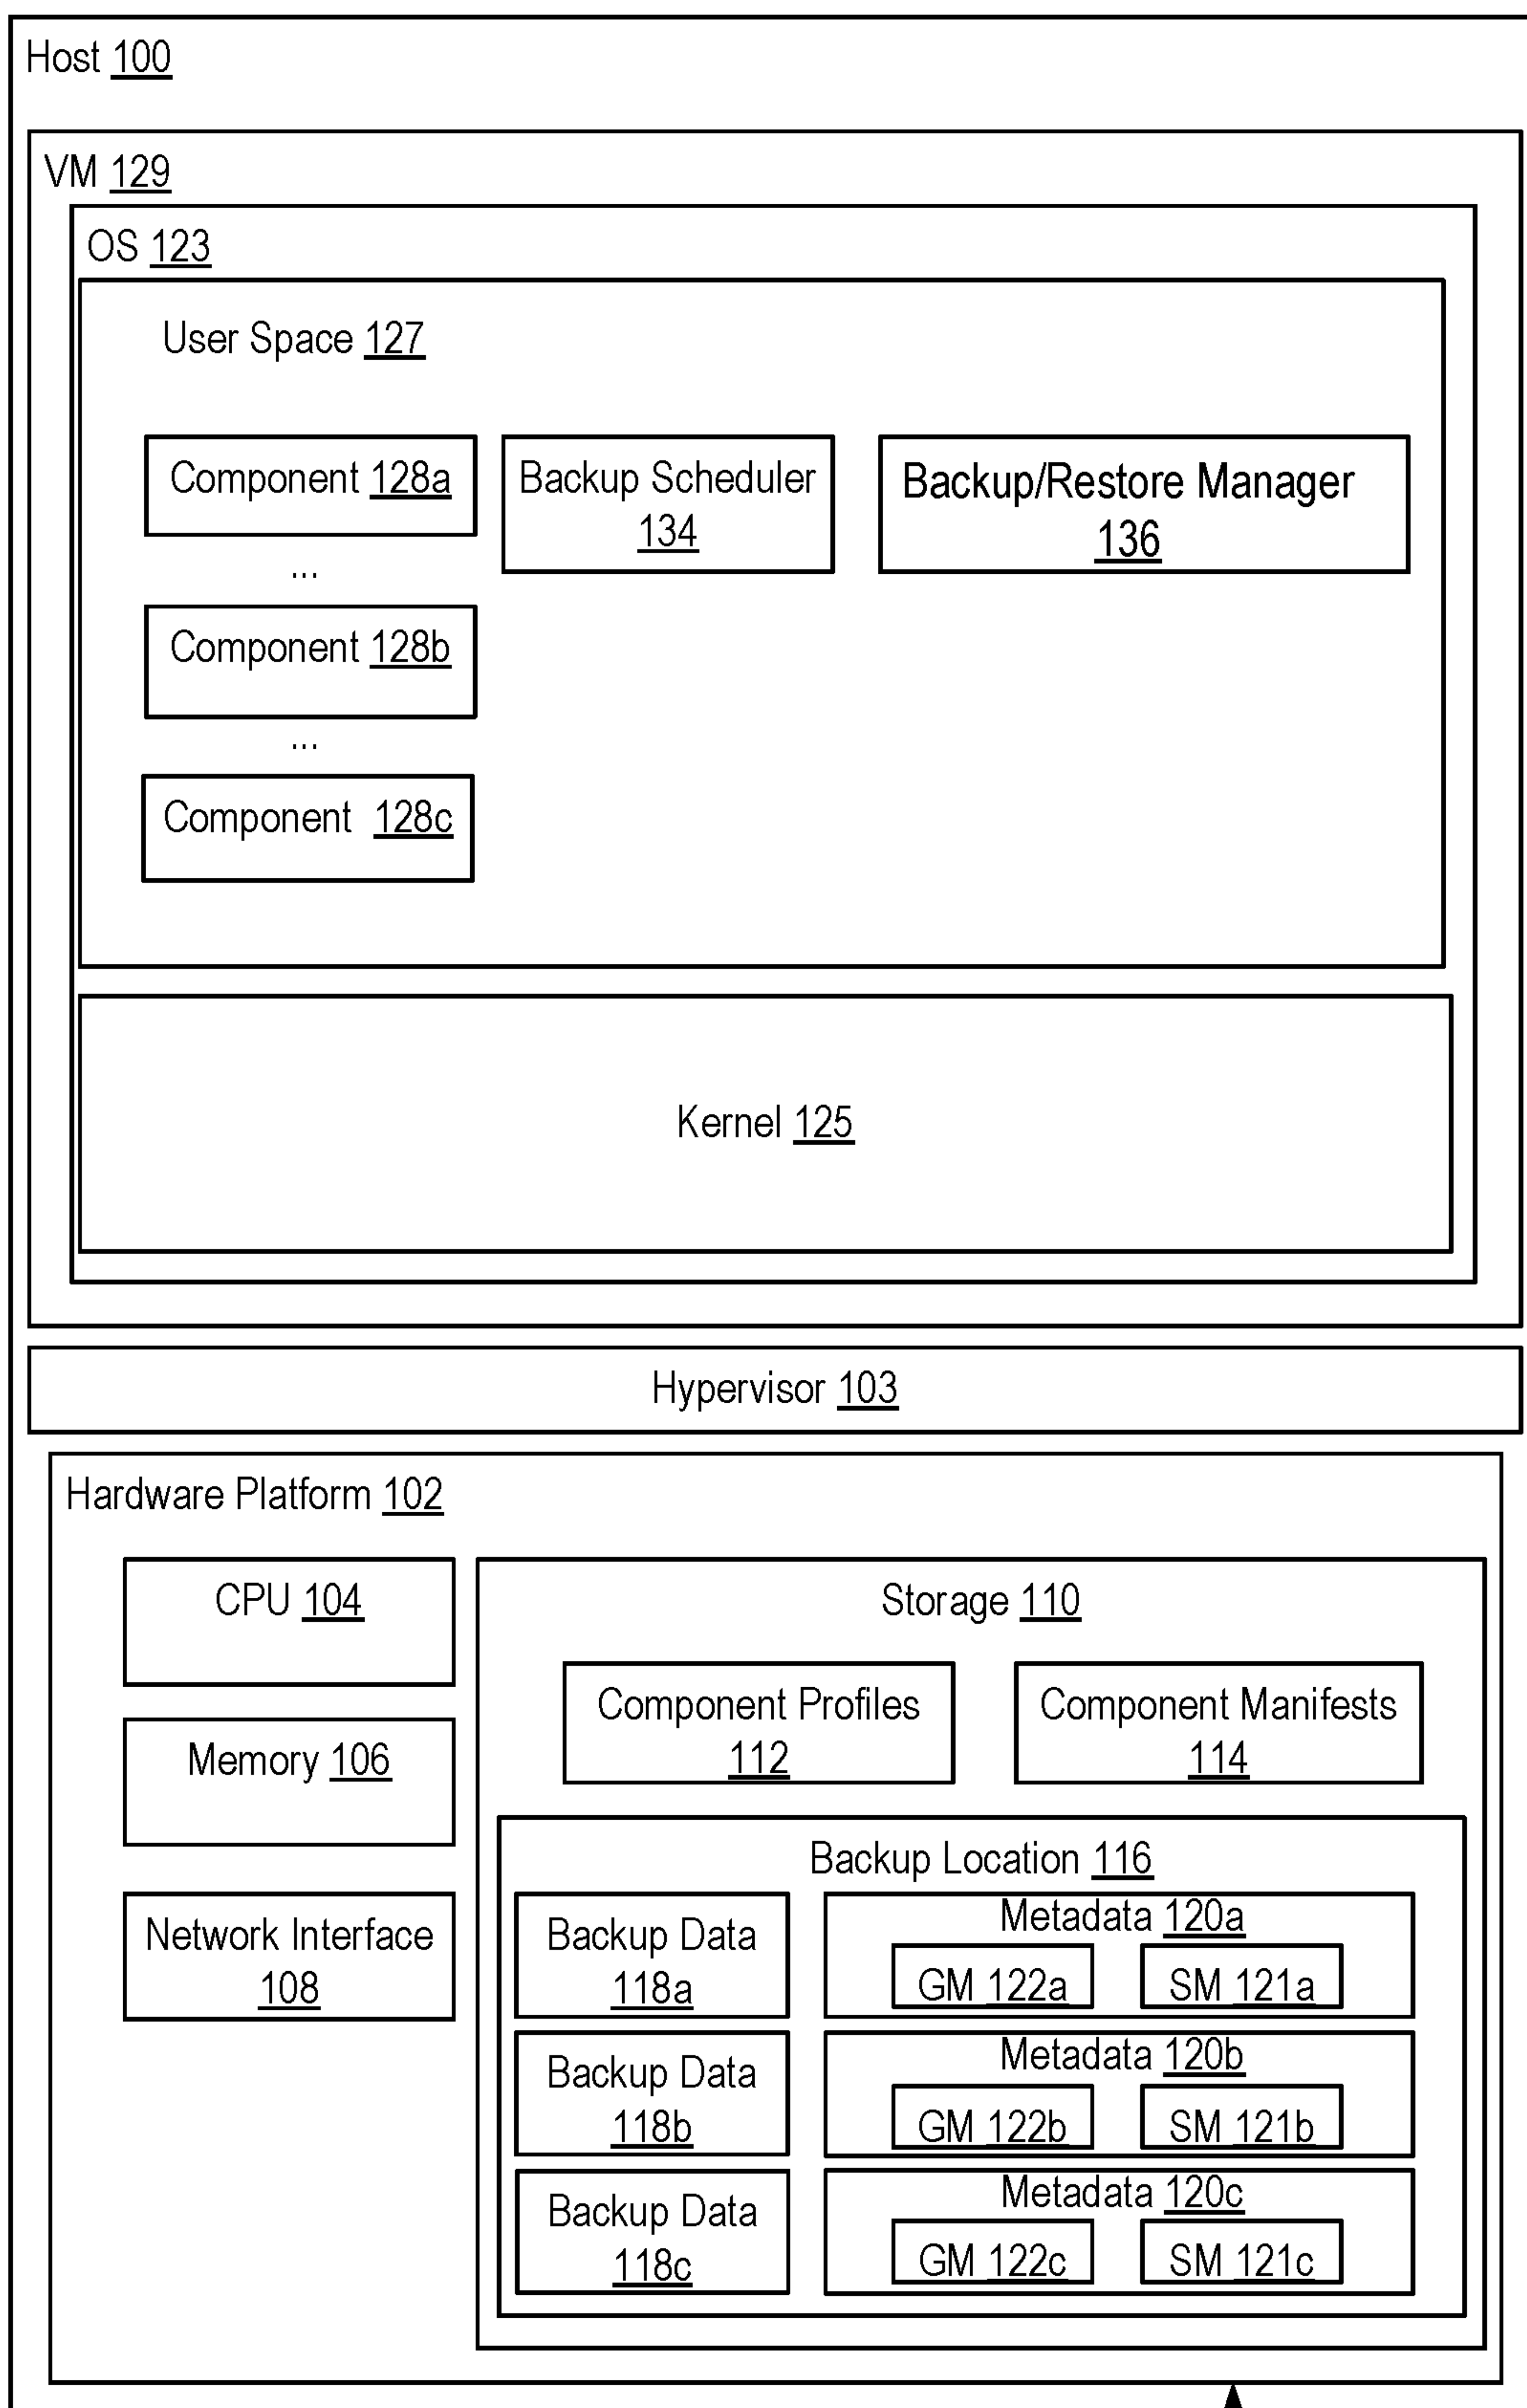 Host 100
VM 129
OS 123
User Space 127
Component 128a
Backup Scheduler
134
Backup/Restore Manager
136
...
Component 128b
...
Component 128c
Kernel 125
Hypervisor 103
Hardware Platform 102
CPU 104
Memory 106
Network Interface
108
Storage 110
Component Profiles
112
Component Manifests
114
Backup Location 116
Backup Data
118a
Metadata 120a
GM 122a
SM 121a
Backup Data
118b
Metadata 120b
GM 122b
SM 121b
Backup Data
118c
Metadata 120c
GM 122c
SM 121c